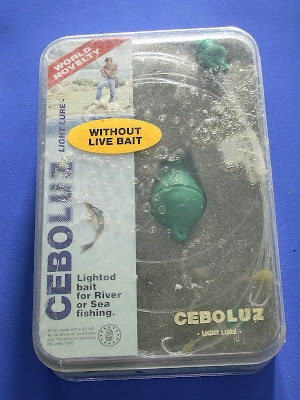 WORLD
NOVELTY
WITHOUT
LIVE BAIT
CEBOLUZ
- LIGHT LURE -
Lighted
bait
for River
or Sea
fishing.
CEBOLUZ
- LIGHT LURE -